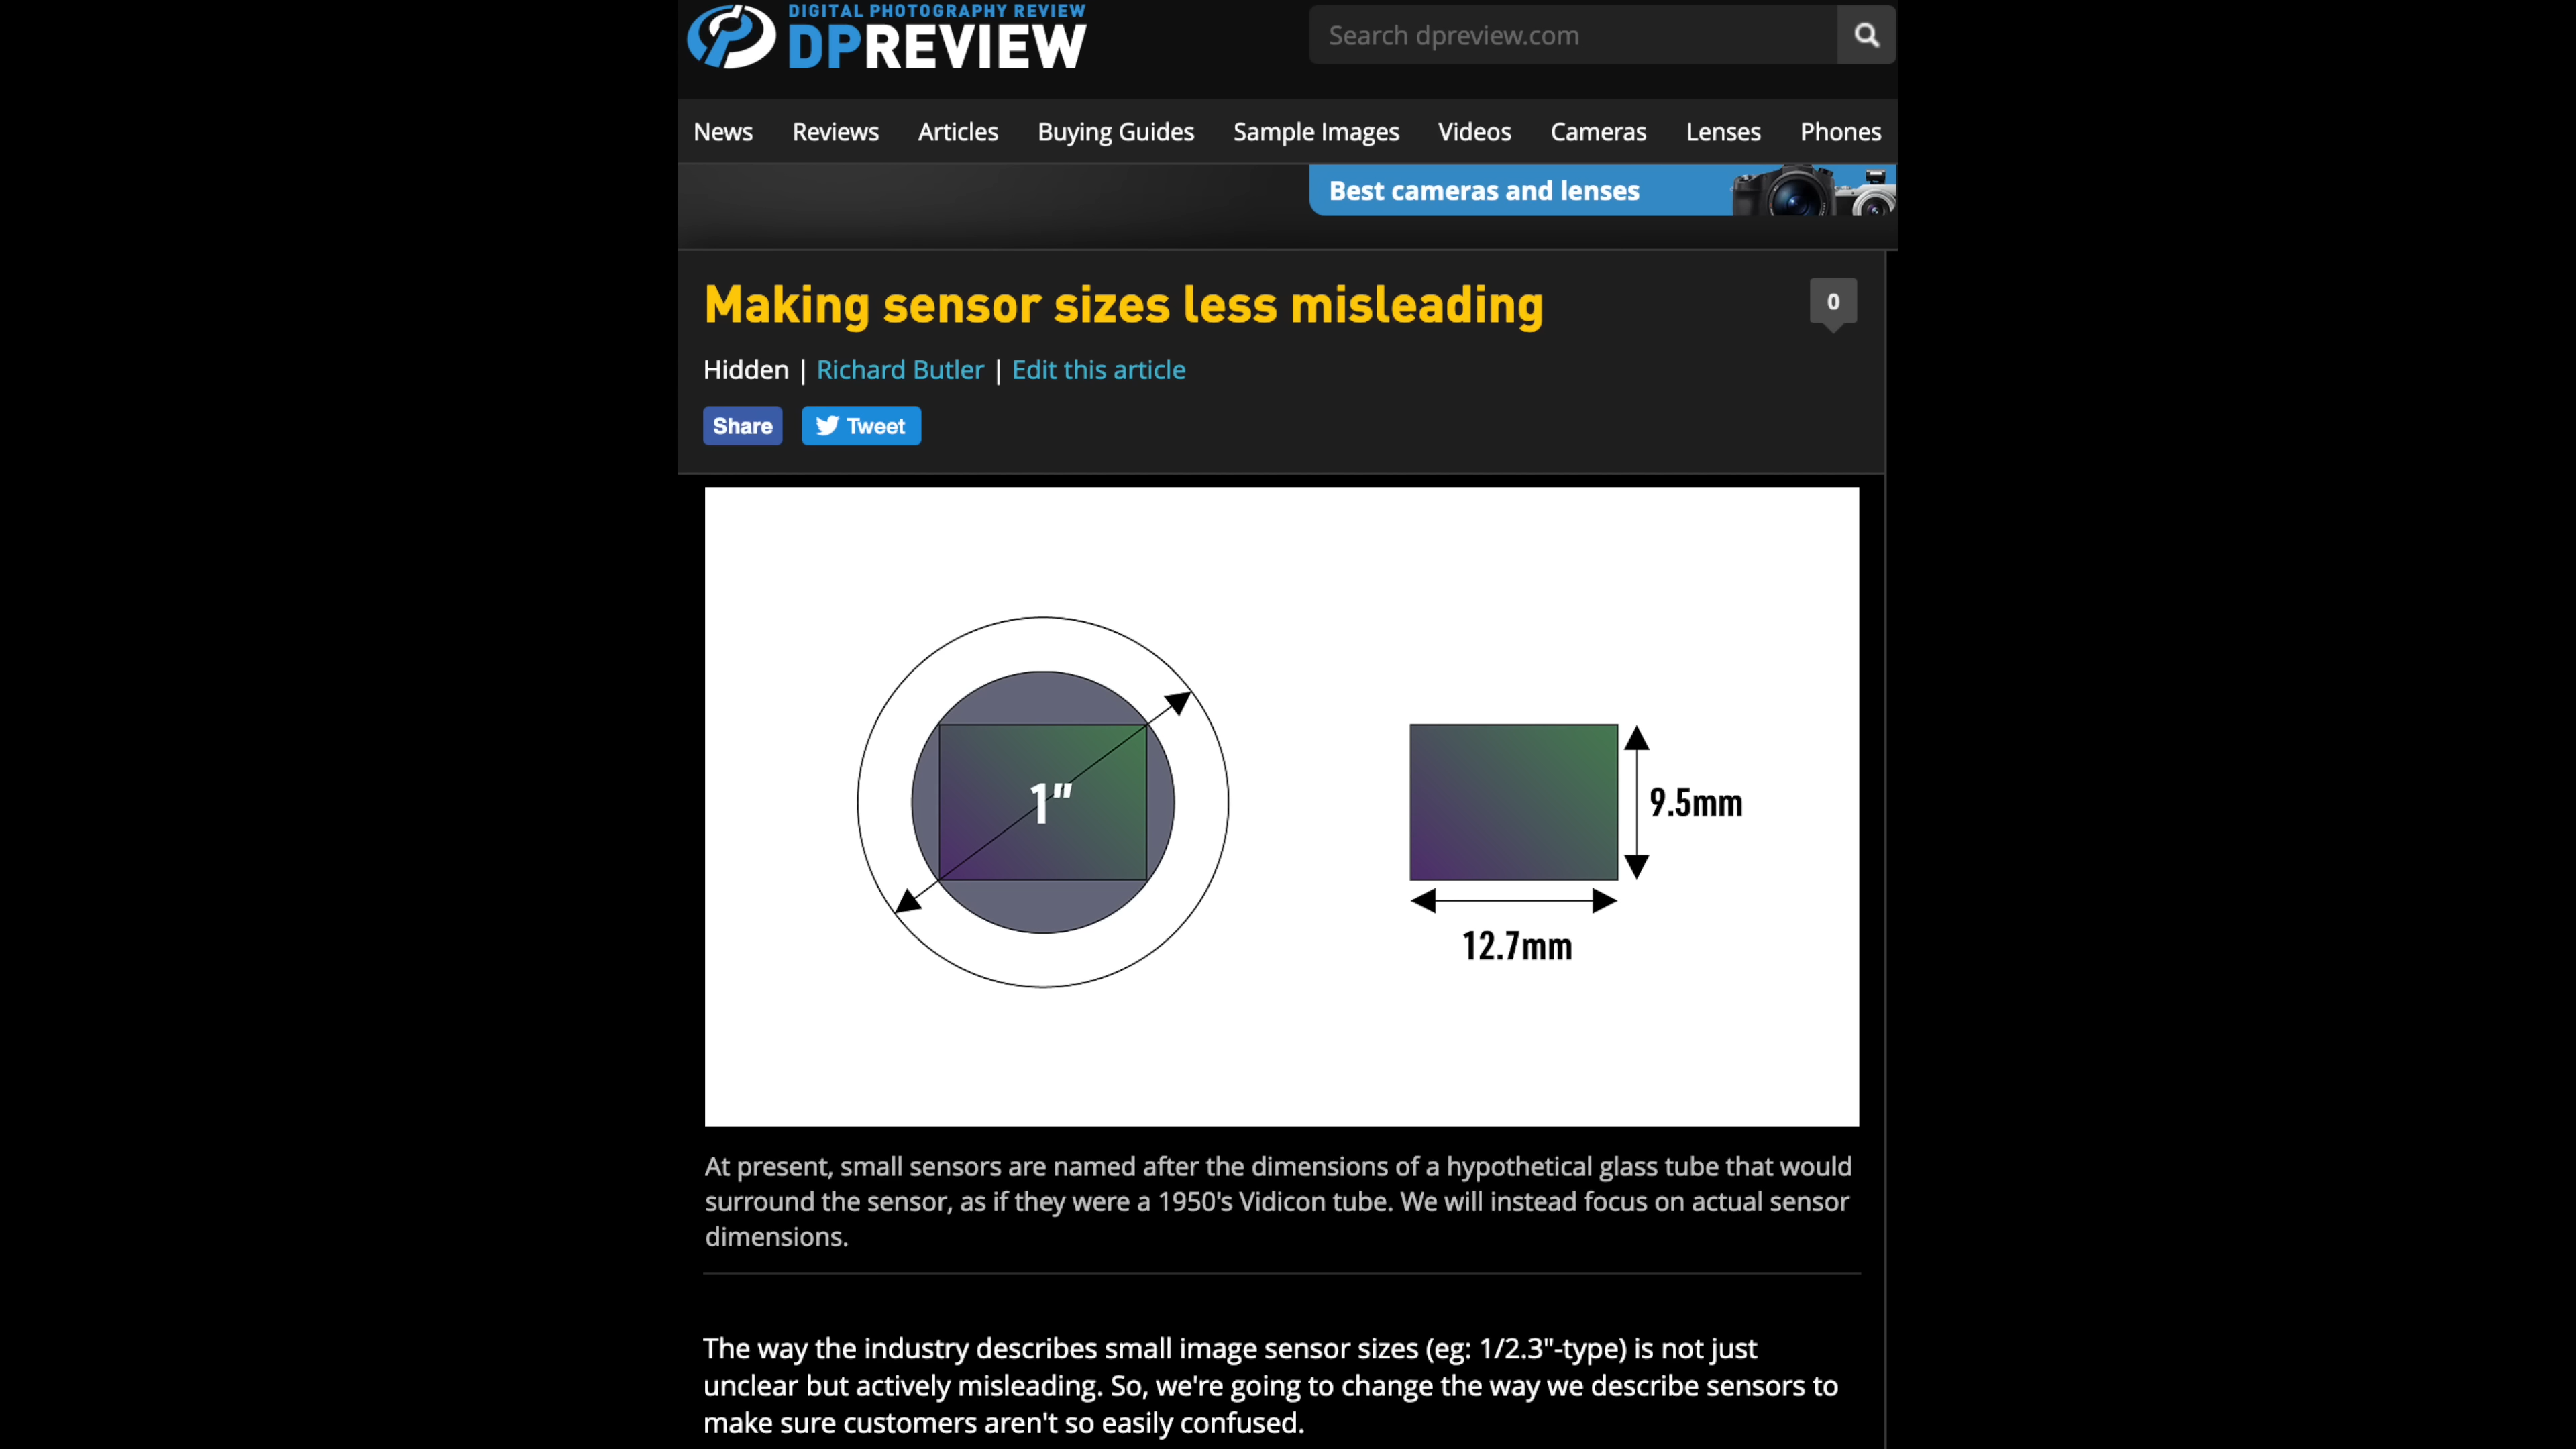 DIGITAL PHOTOGRAPHY REVIEW
DPREVIEW
Search dpreview.com
News Reviews Articles Buying Guides Sample Images Videos Cameras Lenses Phones
Best cameras and lenses
Making sensor sizes less misleading
0
Hidden | Richard Butler | Edit this article
Share Tweet
1"
9.5mm
12.7mm
At present, small sensors are named after the dimensions of a hypothetical glass tube that would
surround the sensor, as if they were a 1950's Vidicon tube. We will instead focus on actual sensor
dimensions.
The way the industry describes small image sensor sizes (eg: 1/2.3"-type) is not just
unclear but actively misleading. So, we're going to change the way we describe sensors to
make sure customers aren't so easily confused.